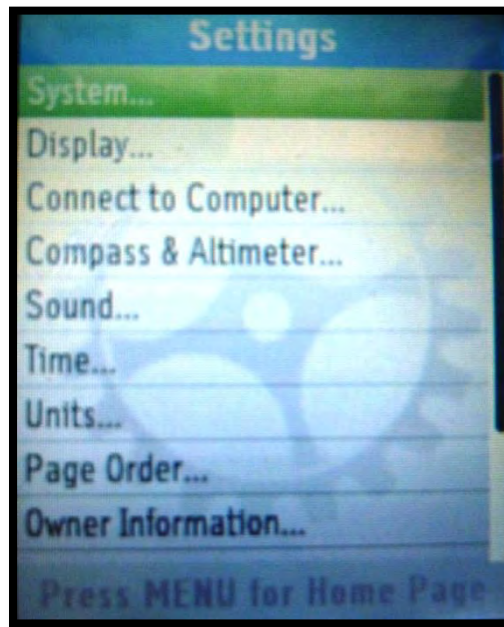 Settings
System...
Display...
Connect to Computer...
Compass & Altimeter...
Sound...
Time...
Units...
Page Order...
Owner Information...
Press MENU for Home Page